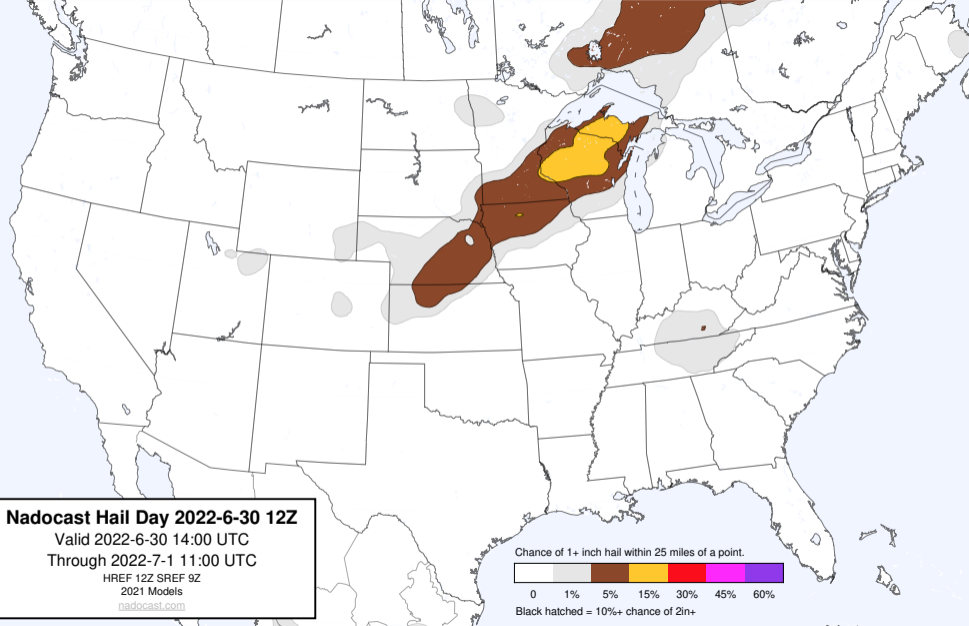 Nadocast Hail Day 2022-6-30 12Z
Valid 2022-6-30 14:00 UTC
Through 2022-7-1 11:00 UTC
HREF 12Z SREF 9Z
2021 Models
nadocast.com
Chance of 1+ inch hail within 25 miles of a point.
0 1% 5% 15% 30% 45% 60%
Black hatched = 10%+ chance of 2in+